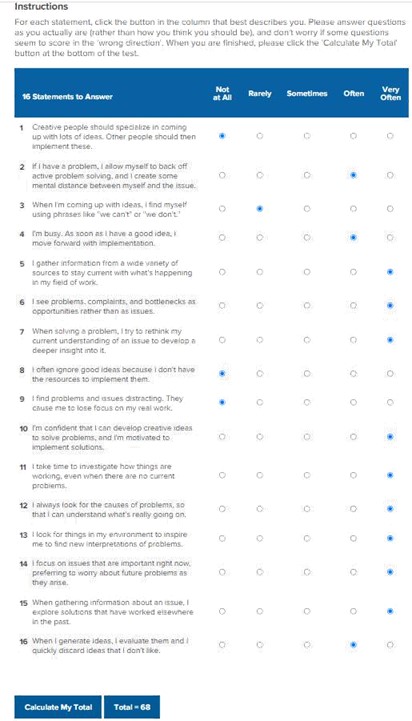 Instructions
For each statement, click the button in the column that best describes you. Please answer questions
as you actually are (rather than how you think you should be), and don't worry if some questions
seem to score in the 'wrong direction'. When you are finished, please click the 'Calculate My Total'
button at the bottom of the test.
16 Statements to Answer Not at All Rarely Sometimes Often Very Often
1 Creative people should specialize in coming
up with lots of ideas. Other people should then
implement these.
2 If I have a problem, I allow myself to back off
active problem solving, and I create some
mental distance between myself and the issue.
3 When I'm coming up with ideas, I find myself
using phrases like "we can't" or "we don't."
4 I'm busy. As soon as I have a good idea, I
move forward with implementation.
5 I gather information from a wide variety of
sources to stay current with what's happening
in my field of work.
6 I see problems, complaints, and bottlenecks as
opportunities rather than as issues.
7 When solving a problem, I try to rethink my
current understanding of an issue to develop a
deeper insight into it.
8 I often ignore good ideas because I don't have
the resources to implement them.
9 I find problems and issues distracting. They
cause me to lose focus on my real work.
10 I'm confident that I can develop creative ideas
to solve problems, and I'm motivated to
implement solutions.
11 I take time to investigate how things are
working, even when there are no current
problems.
12 I always look for the causes of problems, so
that I can understand what's really going on.
13 I look for things in my environment to inspire
me to find new interpretations of problems.
14 I focus on issues that are important right now,
preferring to worry about future problems as
they arise.
15 When gathering information about an issue, I
explore solutions that have worked elsewhere
in the past.
16 When I generate ideas, I evaluate them and I
quickly discard ideas that I don't like.
Calculate My Total Total = 68